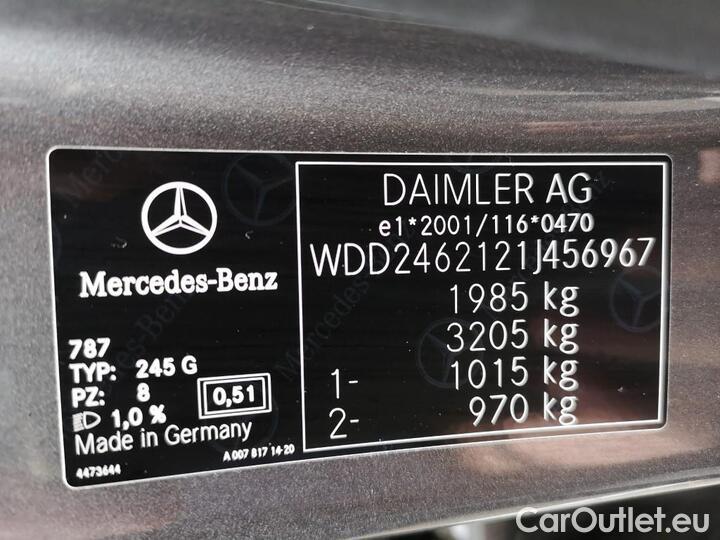 Mercedes-Benz
787
TYP: 245 G
PZ: 8
1,0 %
0,51
Made in Germany
4473644
A 007 817 14-20
DAIMLER AG
e1*2001/116*0470
WDD2462121J456967
1985 kg
3205 kg
1- 1015 kg
2- 970 kg
CarOutlet.eu